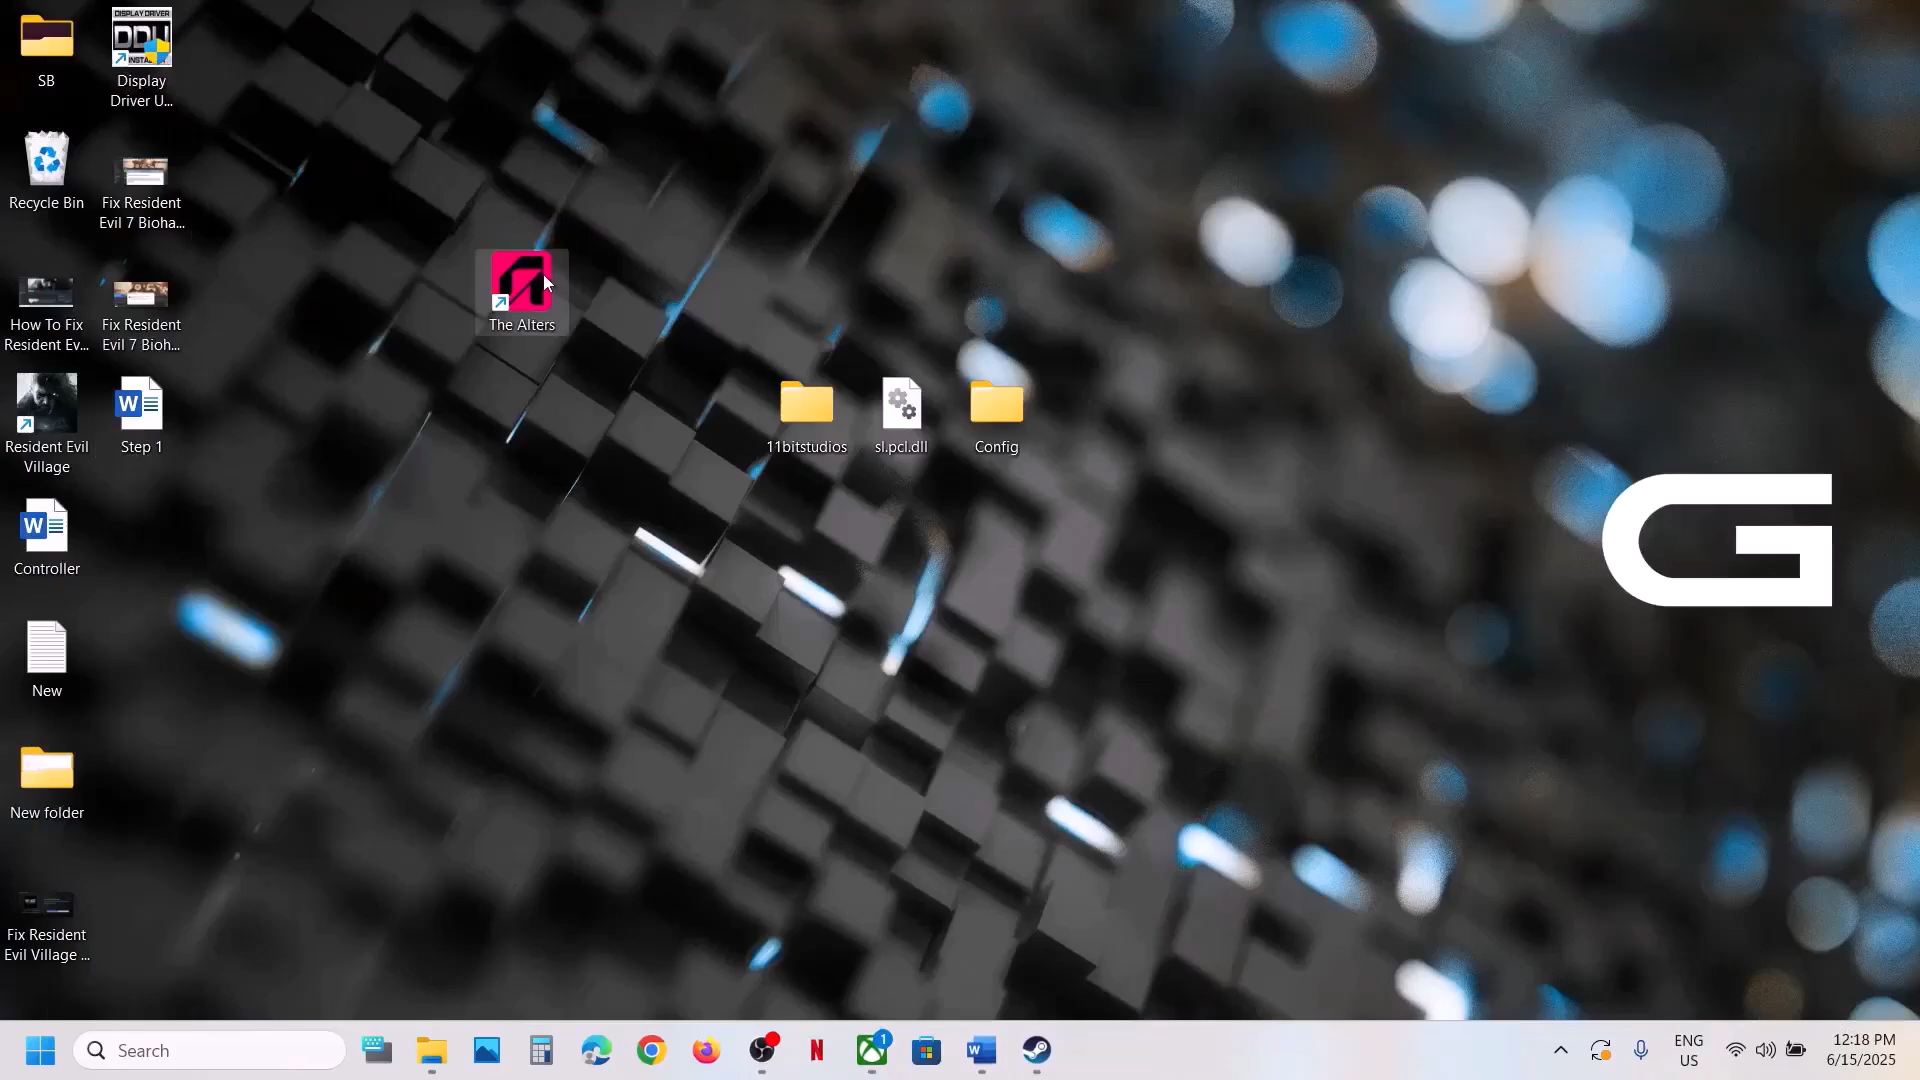 SB
DISPLAY DRIVER
DDU
Display
Driver U...
Recycle Bin
Fix Resident
Evil 7 Bioha...
How To Fix
Resident Ev...
Fix Resident
Evil 7 Bioh...
The Alters
Resident Evil
Village
Step 1
11bitstudios
sl.pcl.dll
Config
Controller
New
New folder
Fix Resident
Evil Village ...
G
Search
1
ENG
US
12:18 PM
6/15/2025